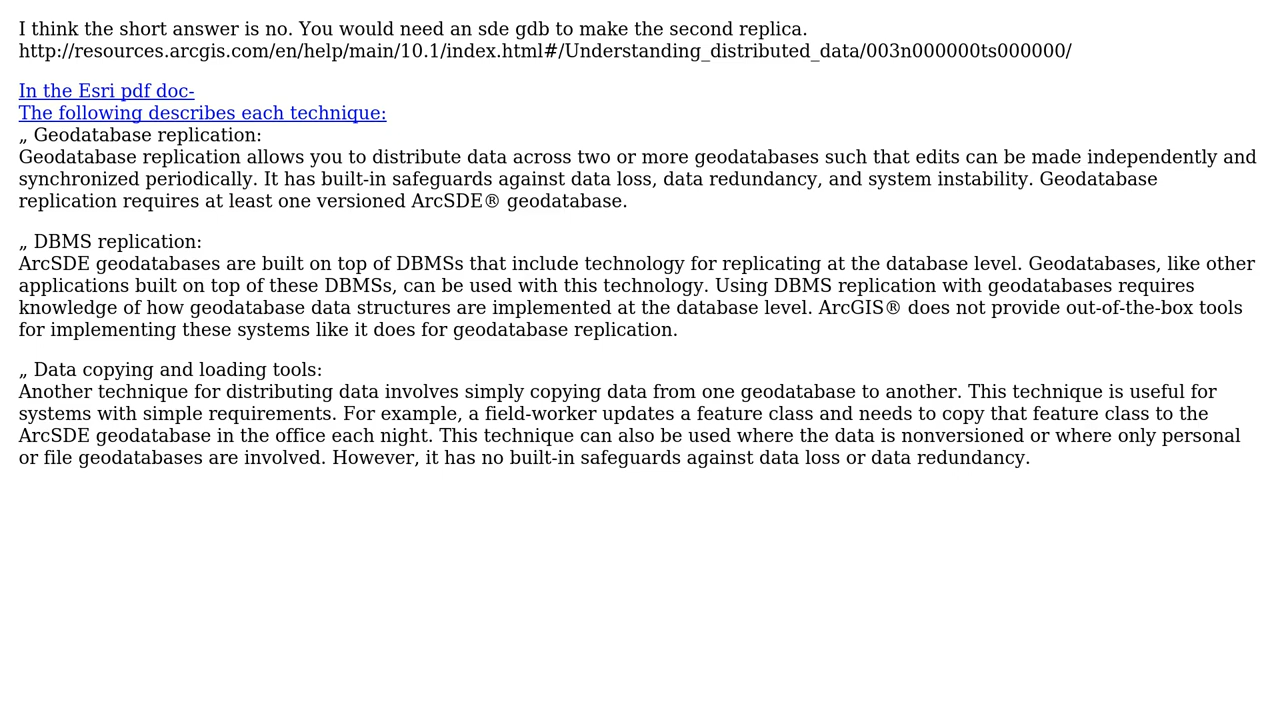 I think the short answer is no. You would need an sde gdb to make the second replica.
http://resources.arcgis.com/en/help/main/10.1/index.html#/Understanding_distributed_data/003n000000ts000000/
In the Esri pdf doc-
The following describes each technique:
„ Geodatabase replication:
Geodatabase replication allows you to distribute data across two or more geodatabases such that edits can be made independently and
synchronized periodically. It has built-in safeguards against data loss, data redundancy, and system instability. Geodatabase
replication requires at least one versioned ArcSDE® geodatabase.
„ DBMS replication:
ArcSDE geodatabases are built on top of DBMSs that include technology for replicating at the database level. Geodatabases, like other
applications built on top of these DBMSs, can be used with this technology. Using DBMS replication with geodatabases requires
knowledge of how geodatabase data structures are implemented at the database level. ArcGIS® does not provide out-of-the-box tools
for implementing these systems like it does for geodatabase replication.
„ Data copying and loading tools:
Another technique for distributing data involves simply copying data from one geodatabase to another. This technique is useful for
systems with simple requirements. For example, a field-worker updates a feature class and needs to copy that feature class to the
ArcSDE geodatabase in the office each night. This technique can also be used where the data is nonversioned or where only personal
or file geodatabases are involved. However, it has no built-in safeguards against data loss or data redundancy.